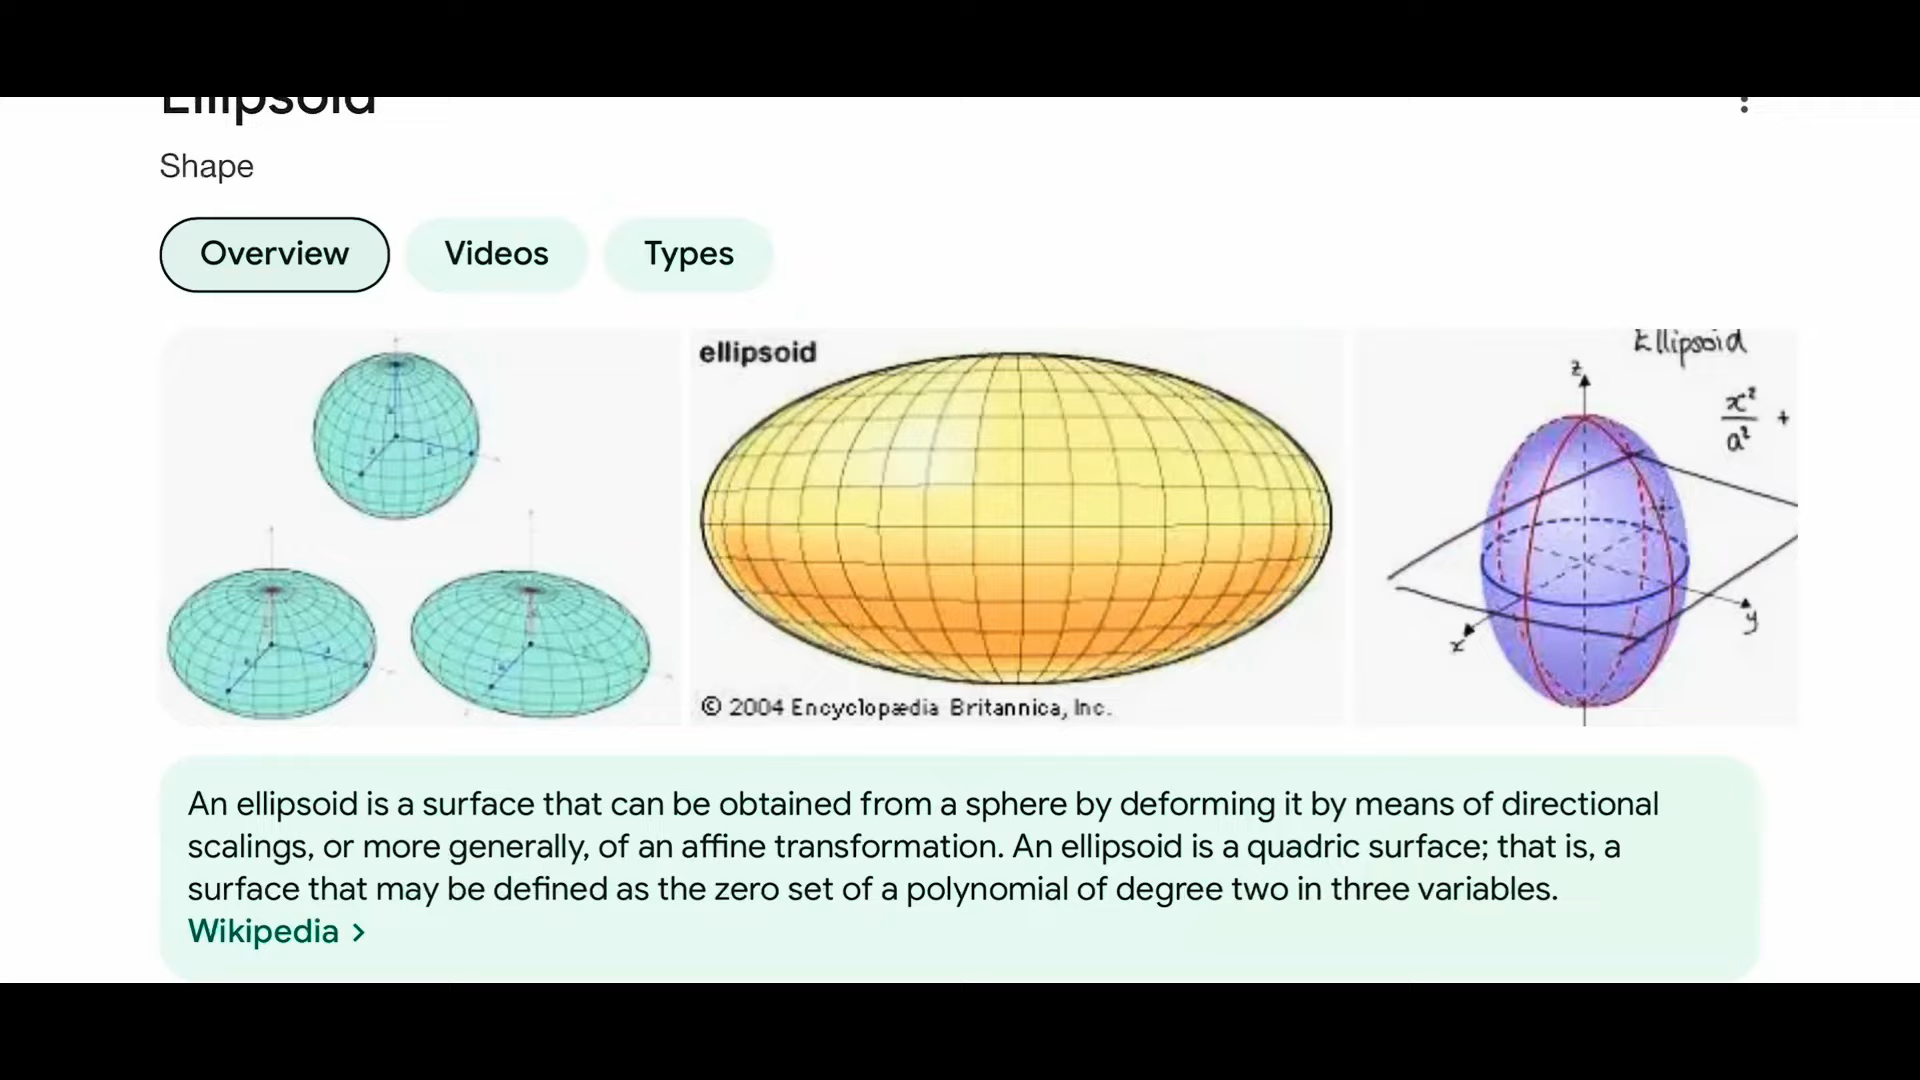 Ellipsoid
Shape
Overview Videos Types
ellipsoid
© 2004 Encyclopædia Britannica, Inc.
Ellipsoid
z
x²
a²
+
x
y
An ellipsoid is a surface that can be obtained from a sphere by deforming it by means of directional
scalings, or more generally, of an affine transformation. An ellipsoid is a quadric surface; that is, a
surface that may be defined as the zero set of a polynomial of degree two in three variables.
Wikipedia >